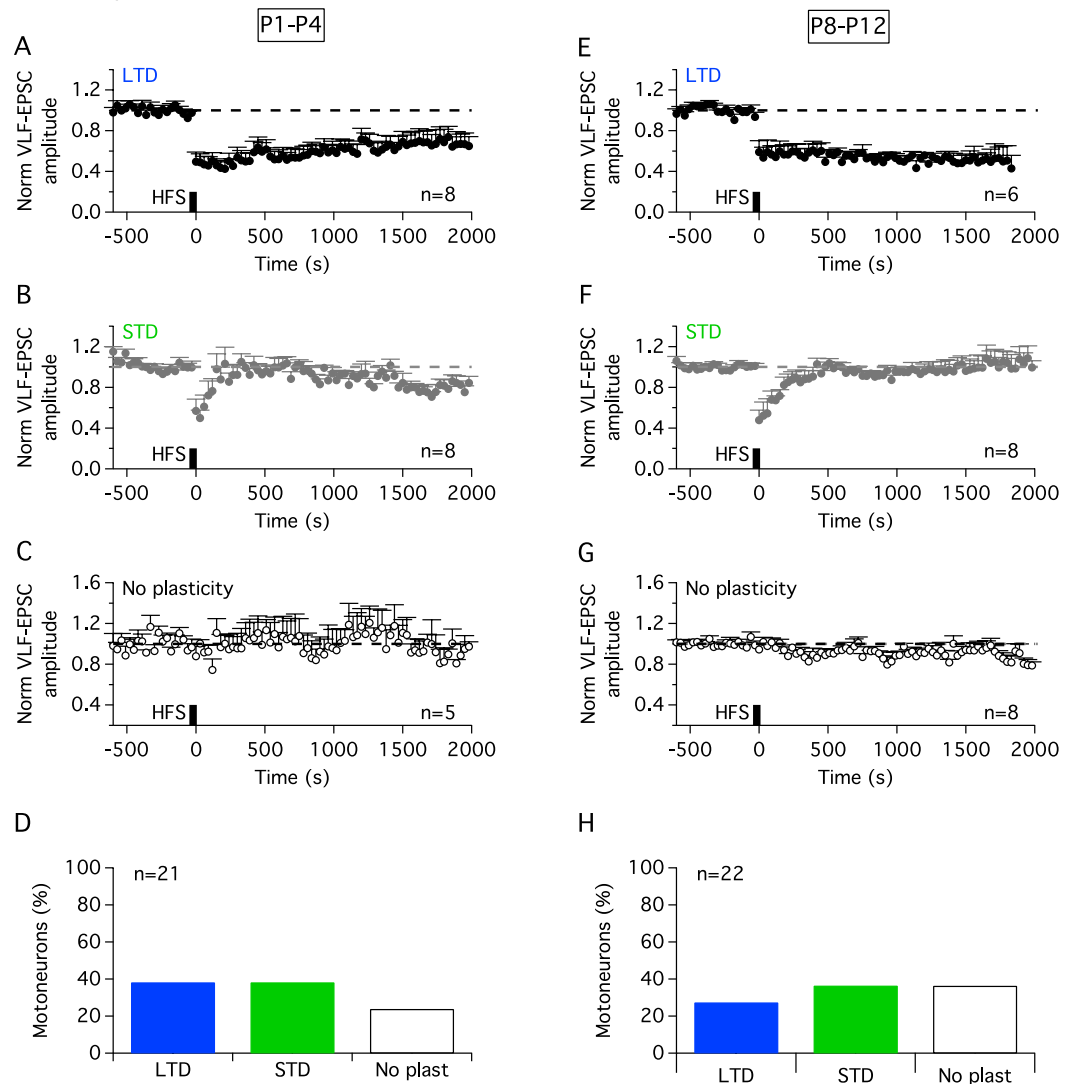 P1-P4
P8-P12
A
LTD
Norm VLF-EPSC
amplitude
1.2
0.8
0.4
0.0
HFS
n=8
-500 0 500 1000 1500 2000
Time (s)
B
STD
Norm VLF-EPSC
amplitude
1.2
0.8
0.4
0.0
HFS
n=8
-500 0 500 1000 1500 2000
Time (s)
C
No plasticity
Norm VLF-EPSC
amplitude
1.6
1.2
0.8
0.4
HFS
n=5
-500 0 500 1000 1500 2000
Time (s)
D
n=21
Motoneurons (%)
100
80
60
40
20
0
LTD STD No plast
E
LTD
Norm VLF-EPSC
amplitude
1.2
0.8
0.4
0.0
HFS
n=6
-500 0 500 1000 1500 2000
Time (s)
F
STD
Norm VLF-EPSC
amplitude
1.2
0.8
0.4
0.0
HFS
n=8
-500 0 500 1000 1500 2000
Time (s)
G
No plasticity
Norm VLF-EPSC
amplitude
1.6
1.2
0.8
0.4
HFS
n=8
-500 0 500 1000 1500 2000
Time (s)
H
n=22
Motoneurons (%)
100
80
60
40
20
0
LTD STD No plast